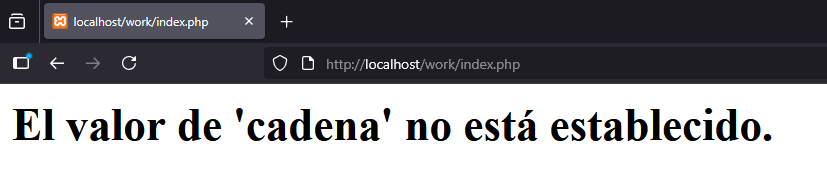 localhost/work/index.php
http://localhost/work/index.php
El valor de 'cadena' no está establecido.